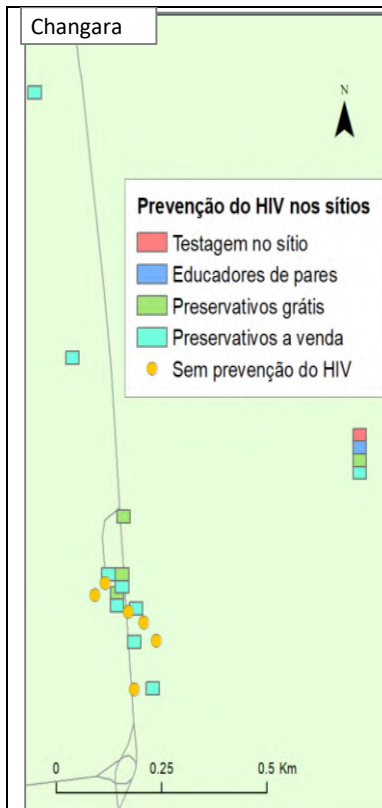 Changara
N
Prevenção do HIV nos sítios
Testagem no sítio
Educadores de pares
Preservativos grátis
Preservativos a venda
Sem prevenção do HIV
0 0.25 0.5 Km